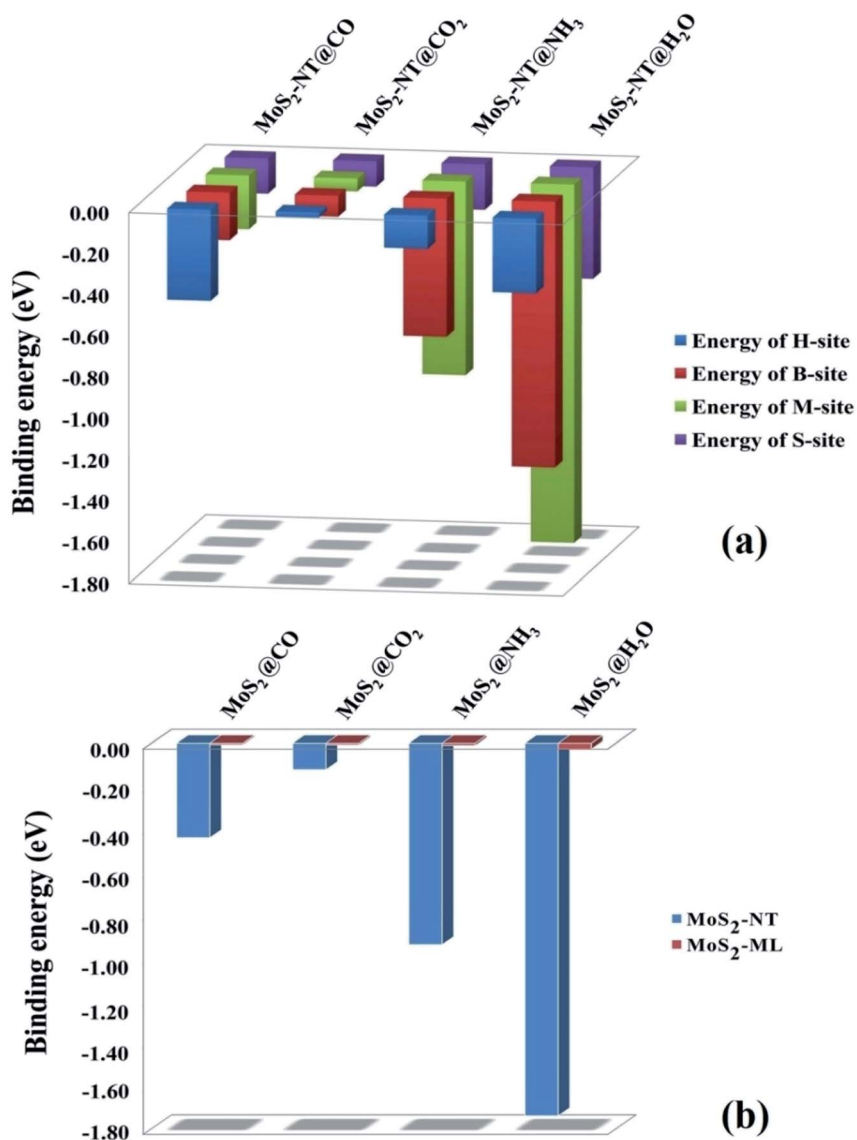 MoS₂-NT@CO
MoS₂-NT@CO₂
MoS₂-NT@NH₃
MoS₂-NT@H₂O
0.00
-0.20
-0.40
-0.60
-0.80
-1.00
-1.20
-1.40
-1.60
-1.80
Binding energy (eV)
Energy of H-site
Energy of B-site
Energy of M-site
Energy of S-site
(a)
MoS₂@CO
MoS₂@CO₂
MoS₂@NH₃
MoS₂@H₂O
0.00
-0.20
-0.40
-0.60
-0.80
-1.00
-1.20
-1.40
-1.60
-1.80
Binding energy (eV)
MoS₂-NT
MoS₂-ML
(b)